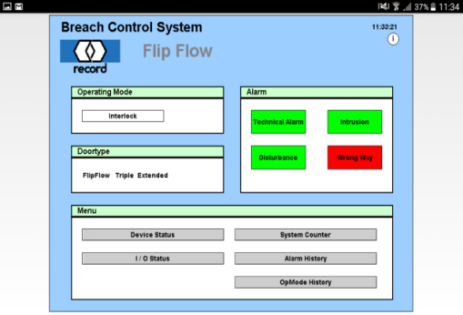 37% 11:34
Breach Control System
11:33:21
i
Flip Flow
record
Operating Mode
Interlock
Alarm
Technical Alarm
Intrusion
Disturbance
Wrong Way
Doortype
FlipFlow Triple Extended
Menu
Device Status
System Counter
I / O Status
Alarm History
OpMode History